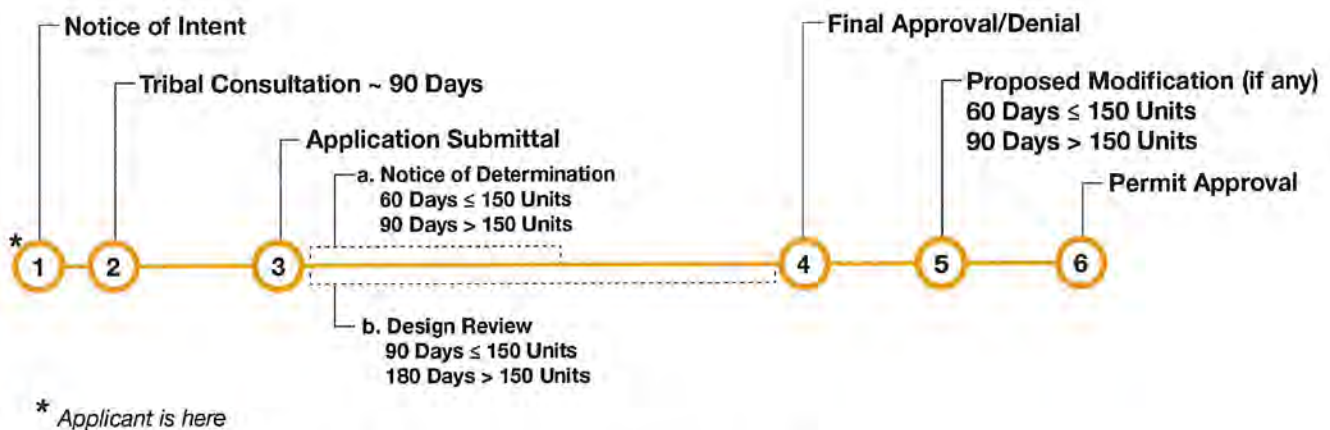 Notice of Intent
Tribal Consultation ~ 90 Days
Application Submittal
a. Notice of Determination
60 Days ≤ 150 Units
90 Days > 150 Units
Final Approval/Denial
Proposed Modification (if any)
60 Days ≤ 150 Units
90 Days > 150 Units
Permit Approval
* 1 2 3 4 5 6
b. Design Review
90 Days ≤ 150 Units
180 Days > 150 Units
* Applicant is here